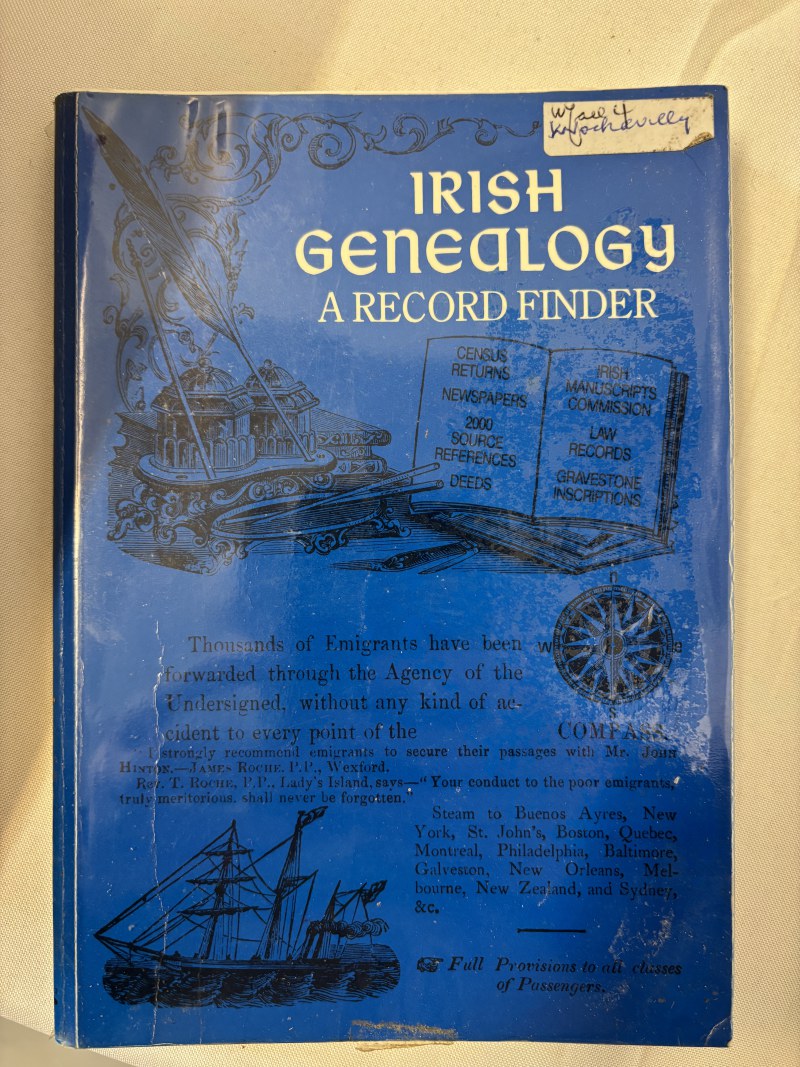 IRISH
GENEALOGY
A RECORD FINDER
CENSUS
RETURNS
NEWSPAPERS
2000
SOURCE
REFERENCES
DEEDS
IRISH
MANUSCRIPTS
COMMISSION
LAW
RECORDS
GRAVESTONE
INSCRIPTIONS
W
Thousands of Emigrants have been
forwarded through the Agency of the
Undersigned, without any kind of ac-
cident to every point of the COMPASS.
I strongly recommend emigrants to secure their passages with Mr. JOHN
HINTON.—JAMES ROCHE, P.P., Wexford.
Rev. T. ROCHE, P.P., Lady's Island, says—"Your conduct to the poor emigrants,
truly meritorious, shall never be forgotten."
Steam to Buenos Ayres, New
York, St. John's, Boston, Quebec,
Montreal, Philadelphia, Baltimore,
Galveston, New Orleans, Mel-
bourne, New Zealand, and Sydney,
&c.
Full Provisions to all classes
of Passengers.